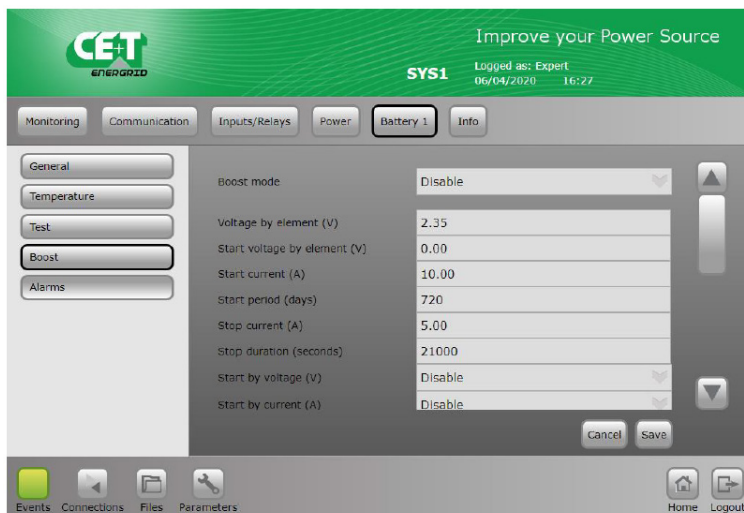 CE+T
ENERGRID
Improve your Power Source
SYS1
Logged as: Expert
06/04/2020 16:27
Monitoring
Communication
Inputs/Relays
Power
Battery 1
Info
General
Temperature
Test
Boost
Alarms
Boost mode Disable
Voltage by element (V) 2.35
Start voltage by element (V) 0.00
Start current (A) 10.00
Start period (days) 720
Stop current (A) 5.00
Stop duration (seconds) 21000
Start by voltage (V) Disable
Start by current (A) Disable
Cancel Save
Events Connections Files Parameters Home Logout